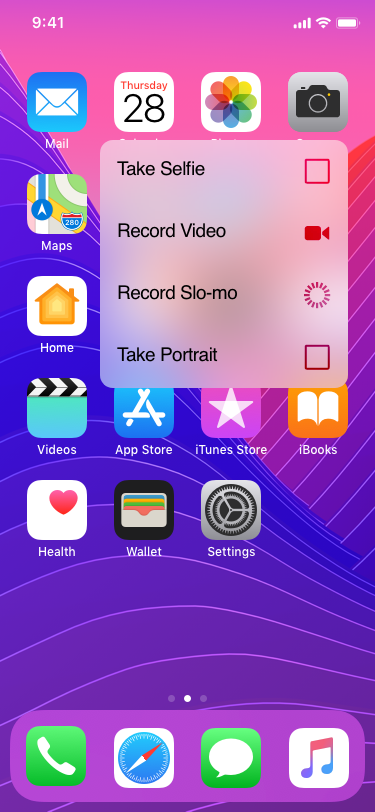 9:41
Thursday
28
Mail
Take Selfie
Record Video
280
Maps
Record Slo-mo
Home
Take Portrait
Videos
App Store
iTunes Store
iBooks
Health
Wallet
Settings